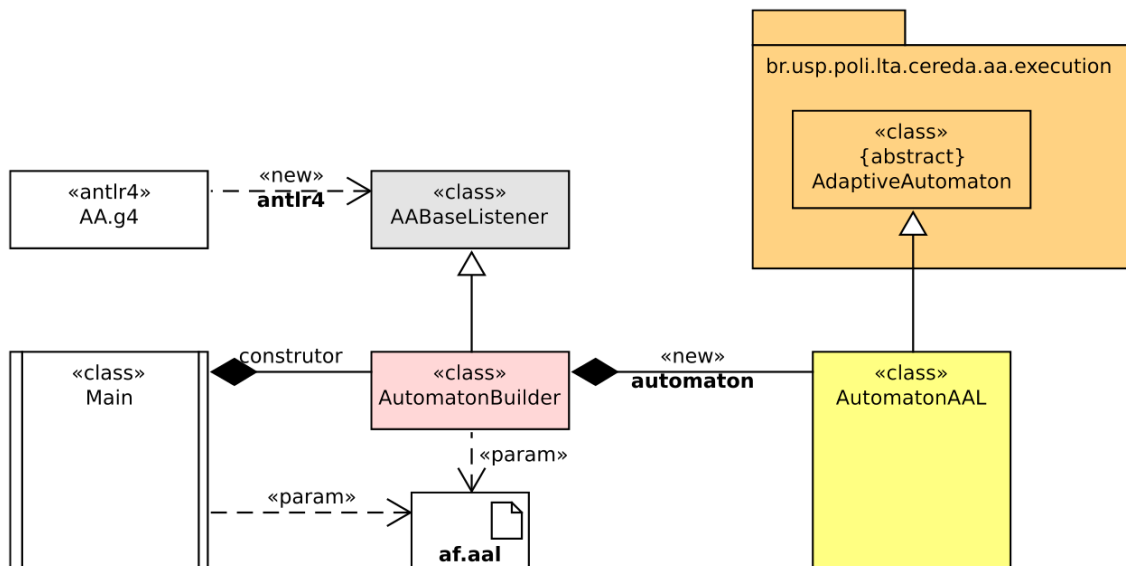 br.usp.poli.lta.cereda.aa.execution
«class»
{abstract}
AdaptiveAutomaton
«antlr4»
AA.g4
«new»
antlr4
«class»
AABaseListener
«class»
Main
construtor
«class»
AutomatonBuilder
«new»
automaton
«class»
AutomatonAAL
«param»
«param»
af.aal